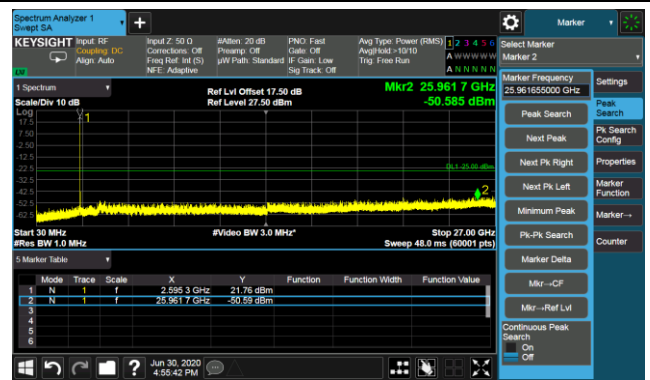 Spectrum Analyzer 1
Swept SA
+
Marker
KEYSIGHT
Input: RF
Coupling: DC
Align: Auto
Input Z: 50 Ω
Corrections: Off
Freq Ref: Int (S)
NFE: Adaptive
#Atten: 20 dB
Preamp: Off
µW Path: Standard
PNO: Fast
Gate: Off
IF Gain: Low
Sig Track: Off
Avg Type: Power (RMS)
Avg|Hold:>10/10
Trig: Free Run
1 2 3 4 5 6
A W W W W W
A N N N N N
Select Marker
Marker 2
LW
1 Spectrum
Scale/Div 10 dB
Ref Lvl Offset 17.50 dB
Ref Level 27.50 dBm
Mkr2 25.961 7 GHz
-50.585 dBm
Log
17.5
7.50
-2.50
-12.5
-22.5
-32.5
-42.5
-52.5
-62.5
1
DL1 -25.00 dBm
2
Start 30 MHz
#Video BW 3.0 MHz*
Stop 27.00 GHz
#Res BW 1.0 MHz
Sweep 48.0 ms (60001 pts)
5 Marker Table
Mode Trace Scale X Y Function Function Width Function Value
1 N 1 f 2.595 3 GHz 21.76 dBm
2 N 1 f 25.961 7 GHz -50.59 dBm
3
4
5
6
Marker Frequency
25.961655000 GHz
Peak Search
Next Peak
Next Pk Right
Next Pk Left
Minimum Peak
Pk-Pk Search
Marker Delta
Mkr→CF
Mkr→Ref Lvl
Continuous Peak
Search
On
Off
Settings
Peak
Search
Pk Search
Config
Properties
Marker
Function
Marker→
Counter
?
Jun 30, 2020
4:55:42 PM